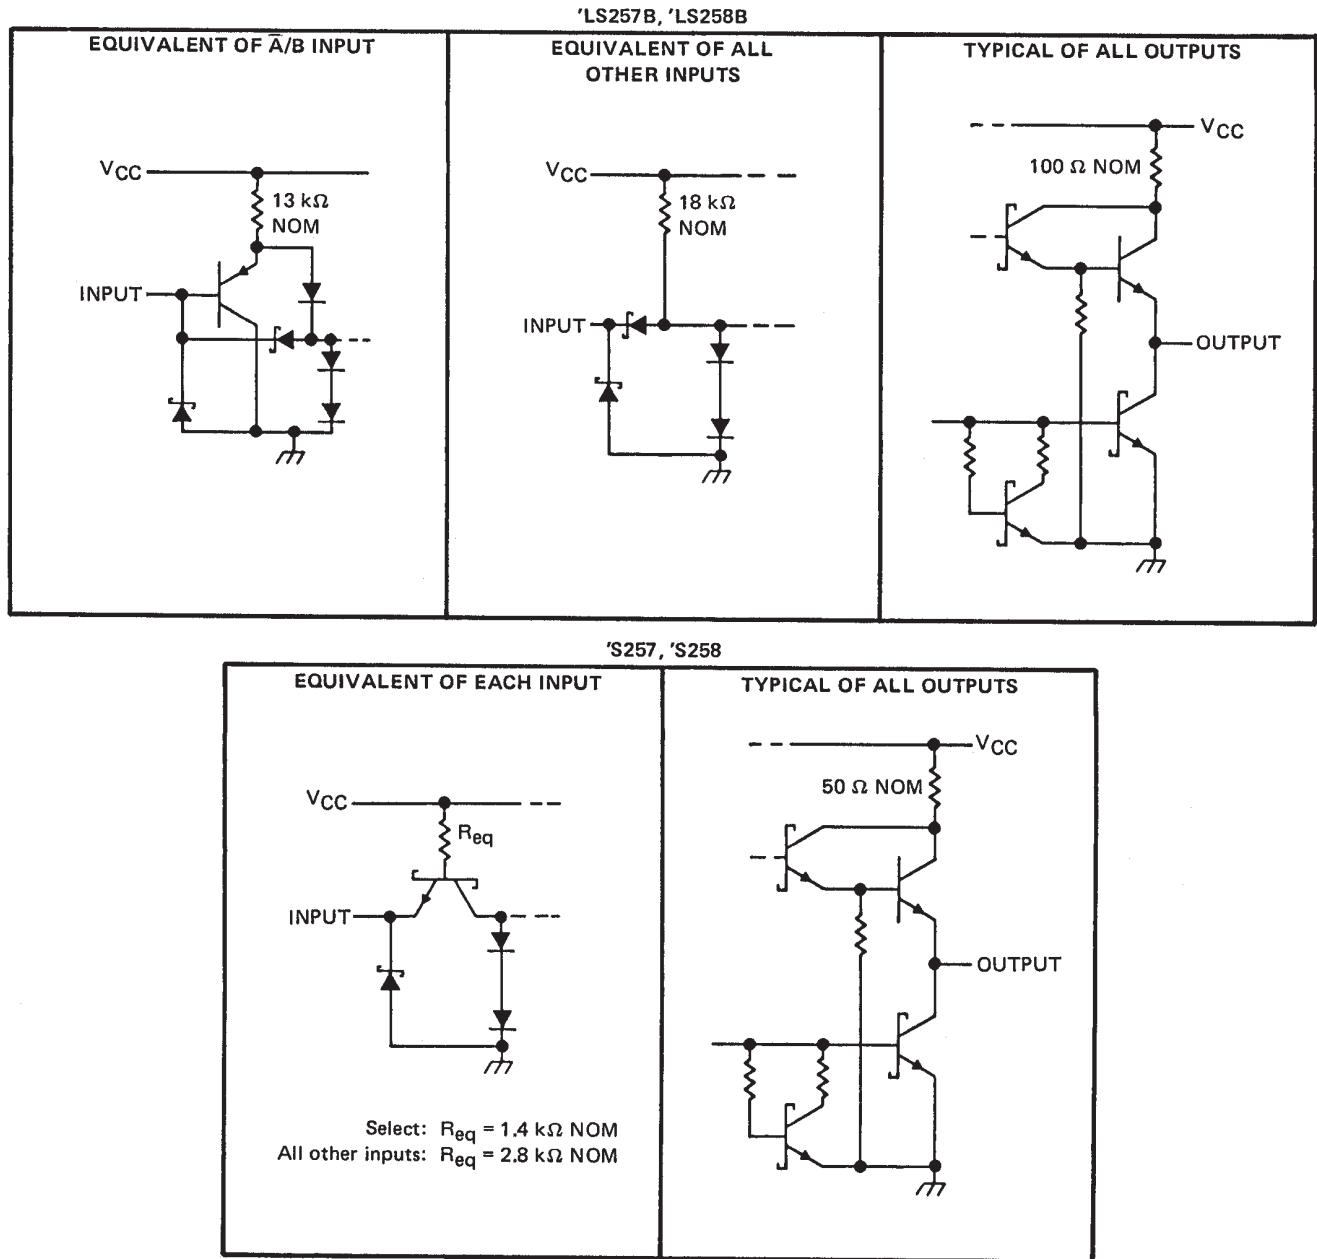 'LS257B, 'LS258B
EQUIVALENT OF A̅/B INPUT
VCC
13 kΩ
NOM
INPUT
EQUIVALENT OF ALL
OTHER INPUTS
VCC
18 kΩ
NOM
INPUT
TYPICAL OF ALL OUTPUTS
VCC
100 Ω NOM
OUTPUT
'S257, 'S258
EQUIVALENT OF EACH INPUT
VCC
Req
INPUT
Select: Req = 1.4 kΩ NOM
All other inputs: Req = 2.8 kΩ NOM
TYPICAL OF ALL OUTPUTS
VCC
50 Ω NOM
OUTPUT